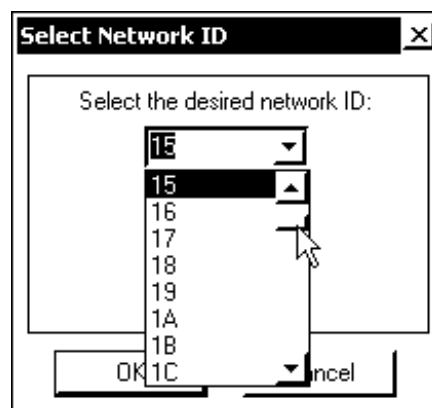 Select Network ID
Select the desired network ID:
15
15
16
17
18
19
1A
1B
1C
OK
ncel